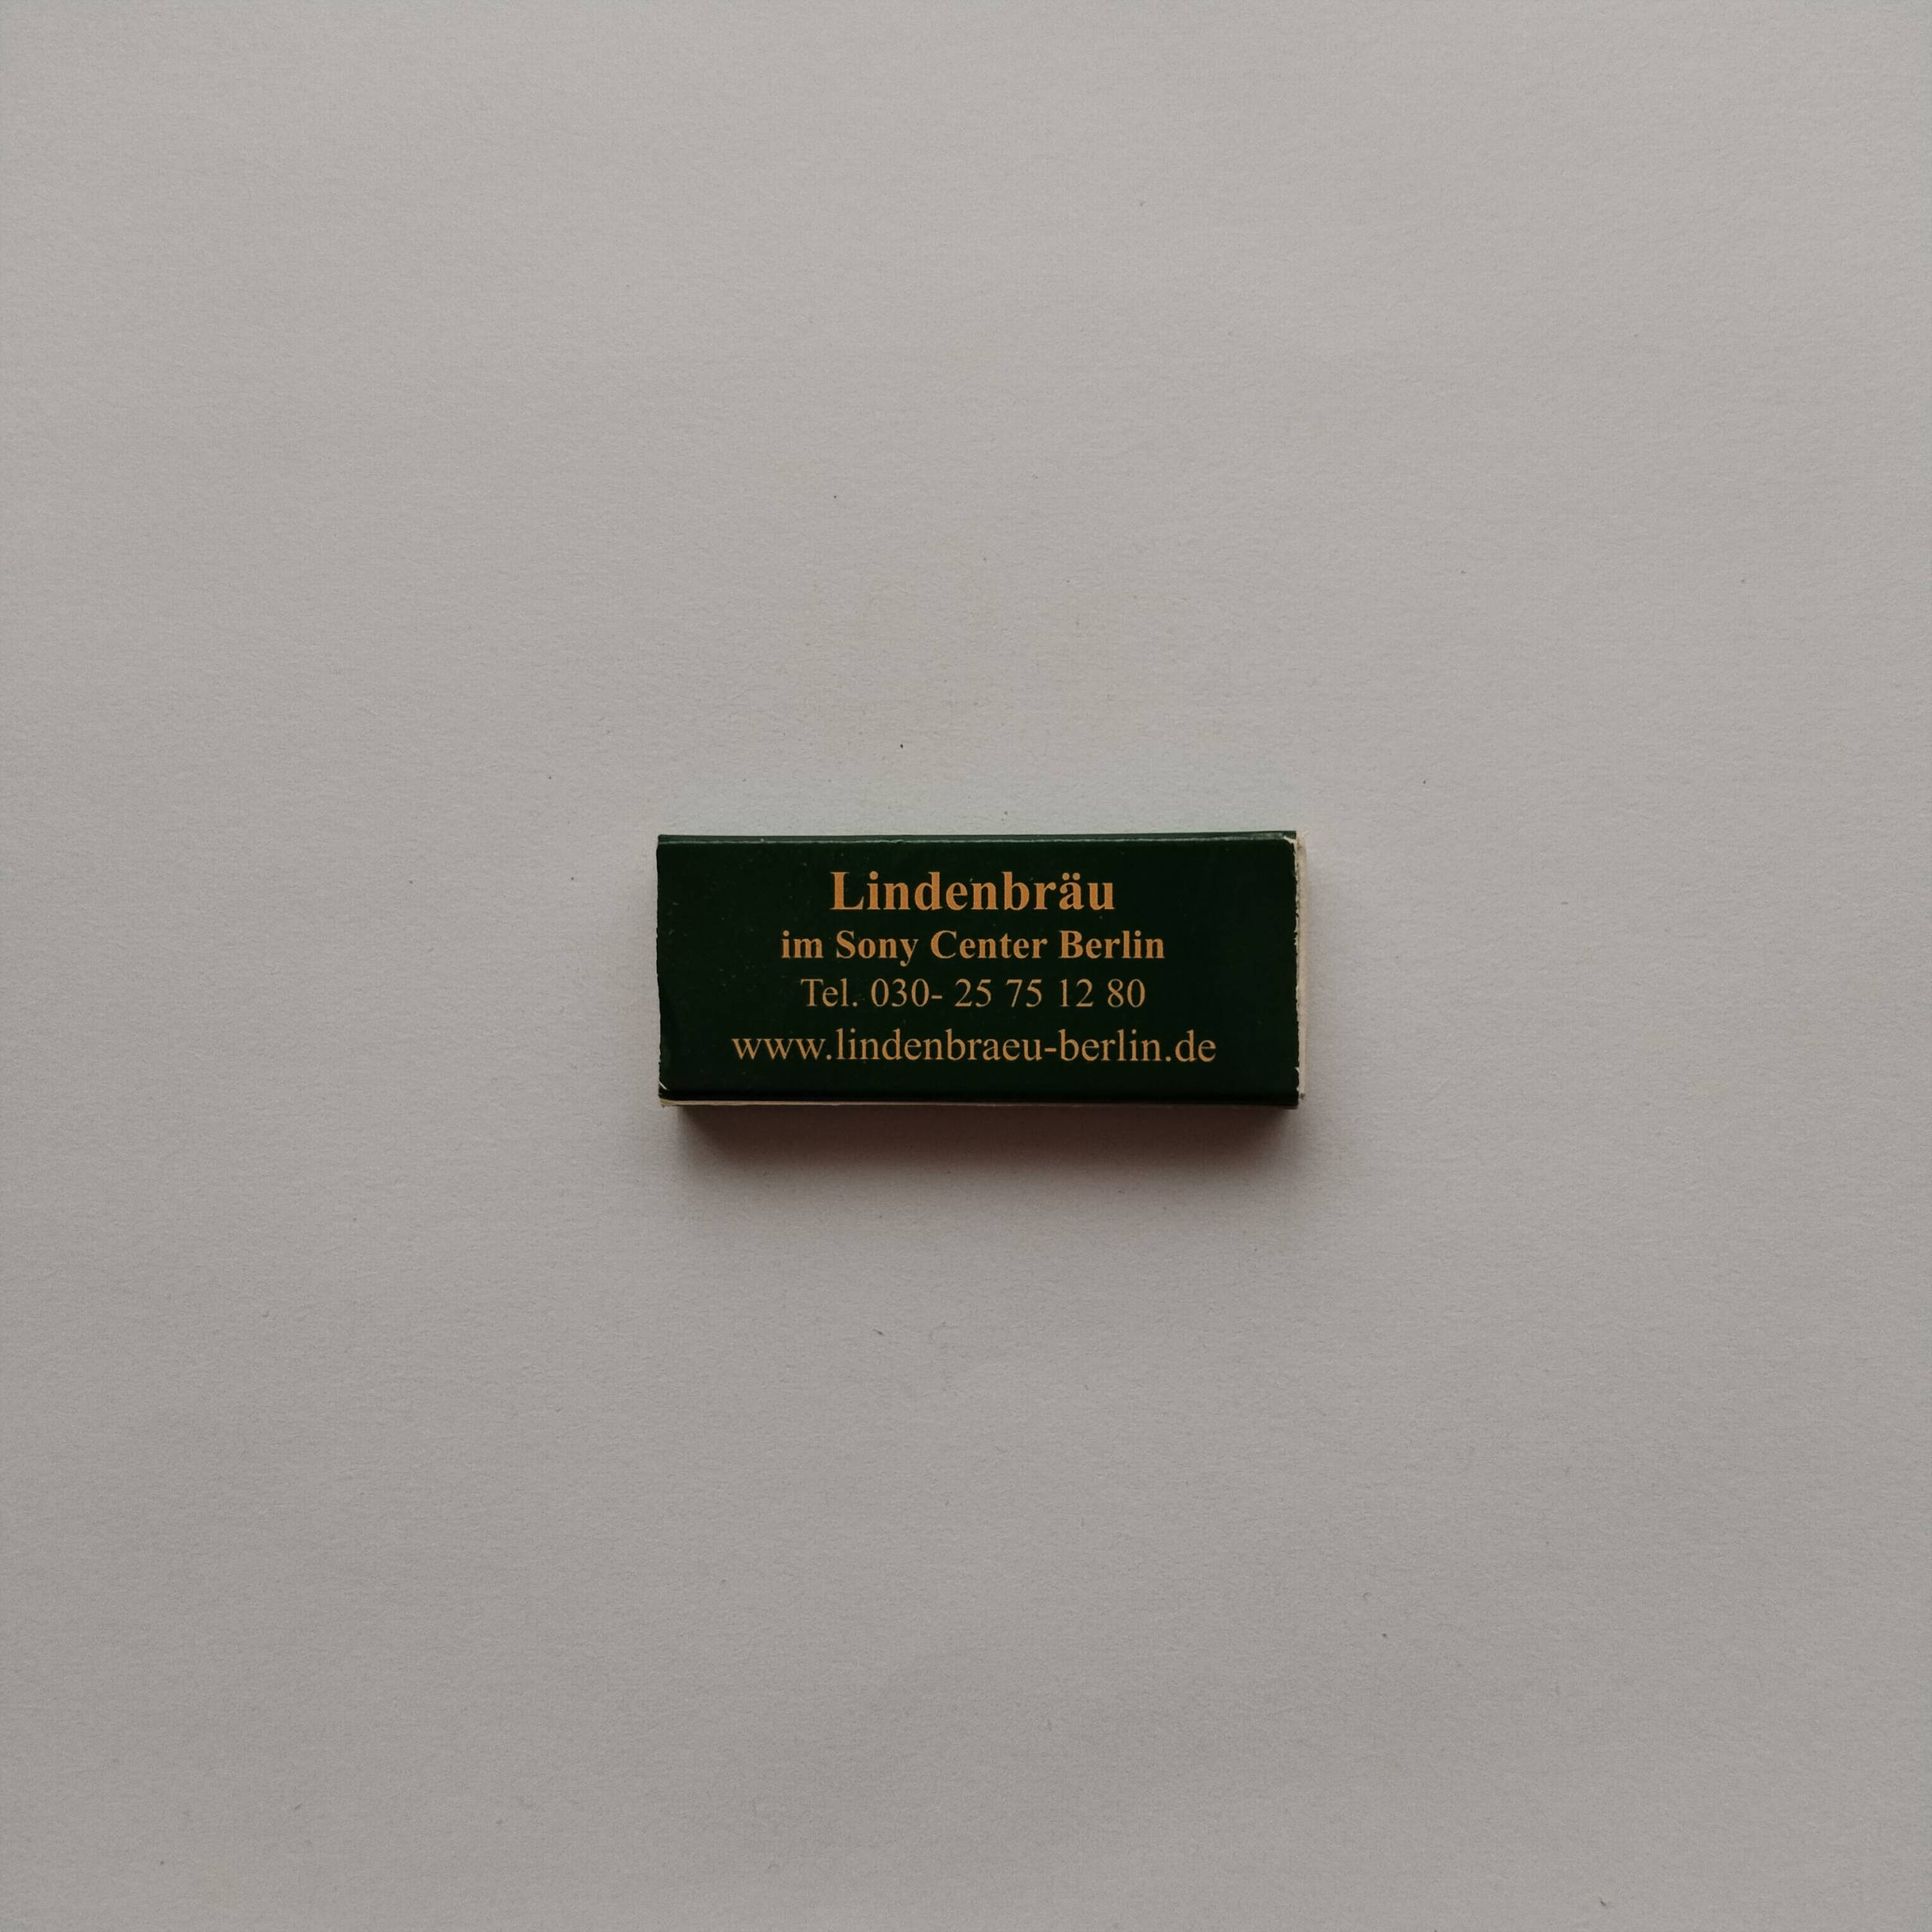 Lindenbräu
im Sony Center Berlin
Tel. 030- 25 75 12 80
www.lindenbraeu-berlin.de